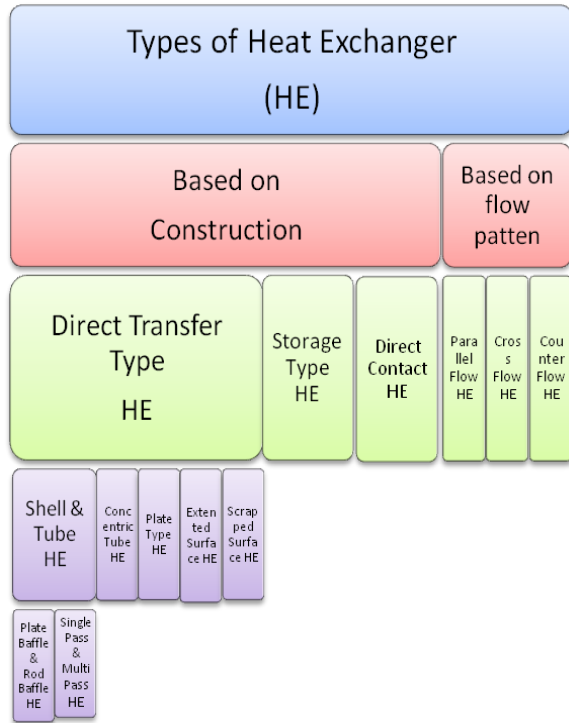 Types of Heat Exchanger
(HE)
Based on
Construction
Based on
flow
patten
Direct Transfer
Type
HE
Storage
Type
HE
Direct
Contact
HE
Para
llel
Flow
HE
Cros
s
Flow
HE
Cou
nter
Flow
HE
Shell &
Tube
HE
Conc
entric
Tube
HE
Plate
Type
HE
Exten
ted
Surfa
ce HE
Scrap
ped
Surfa
ce HE
Plate
Baffle
&
Rod
Baffle
HE
Single
Pass &
Multi
Pass
HE